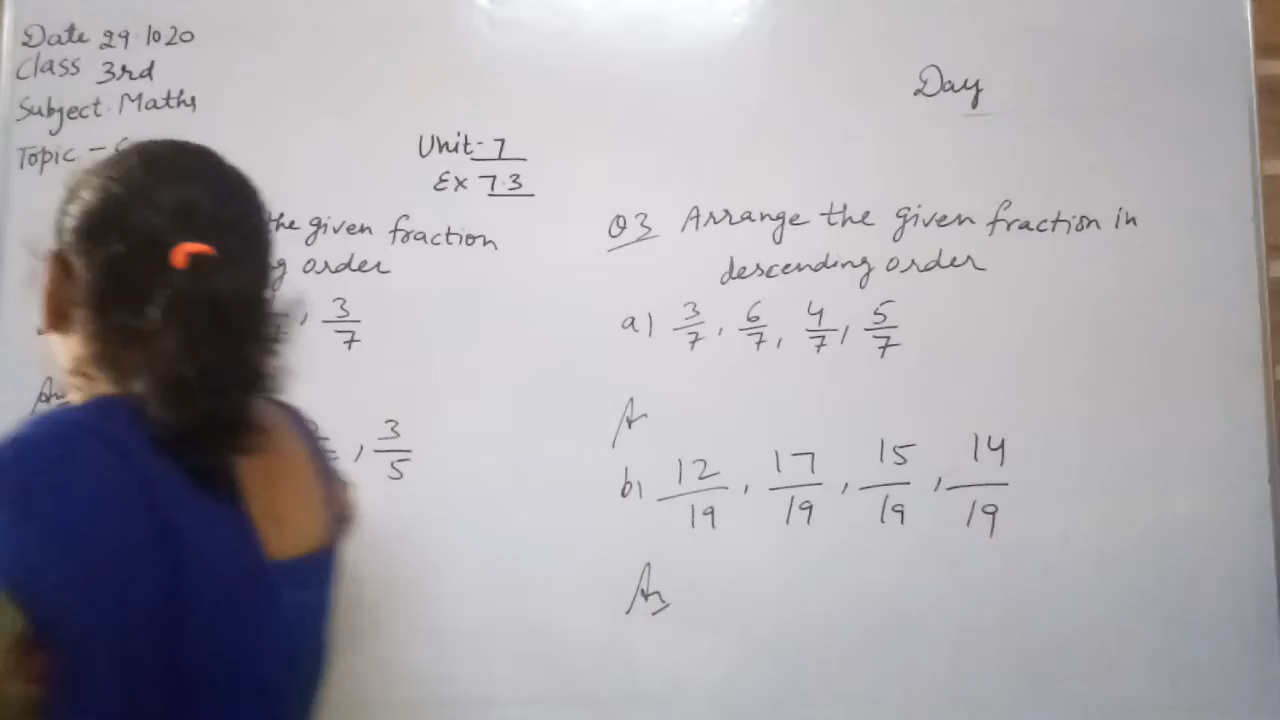 Date 29.10 20
Class 3rd
Subject. Maths
Topic -
Day
Unit-7
Ex 7.3
the given fraction
order
, 3/7
, 3/5
Q3 Arrange the given fraction in
descending order
a) 3/7, 6/7, 4/7, 5/7
A
b) 12/19, 17/19, 15/19, 14/19
An